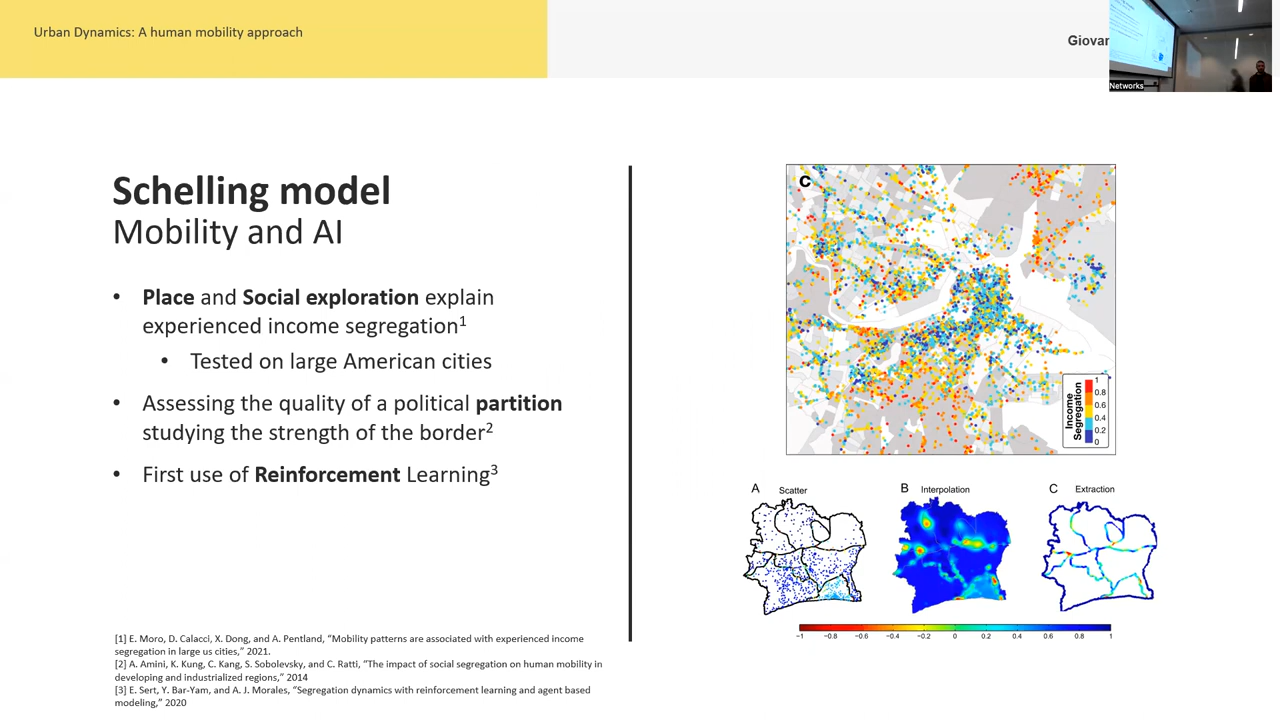 Urban Dynamics: A human mobility approach
Networks
Schelling model
Mobility and AI
• Place and Social exploration explain
experienced income segregation1
• Tested on large American cities
• Assessing the quality of a political partition
studying the strength of the border2
• First use of Reinforcement Learning3
[1] E. Moro, D. Calacci, X. Dong, and A. Pentland, “Mobility patterns are associated with experienced income
segregation in large us cities,” 2021.
[2] A. Amini, K. Kung, C. Kang, S. Sobolevsky, and C. Ratti, “The impact of social segregation on human mobility in
developing and industrialized regions,” 2014
[3] E. Sert, Y. Bar-Yam, and A. J. Morales, “Segregation dynamics with reinforcement learning and agent based
modeling,” 2020
C
Income
Segregation
1
0.8
0.6
0.4
0.2
0
A Scatter
B Interpolation
C Extraction
−1 −0.8 −0.6 −0.4 −0.2 0 0.2 0.4 0.6 0.8 1